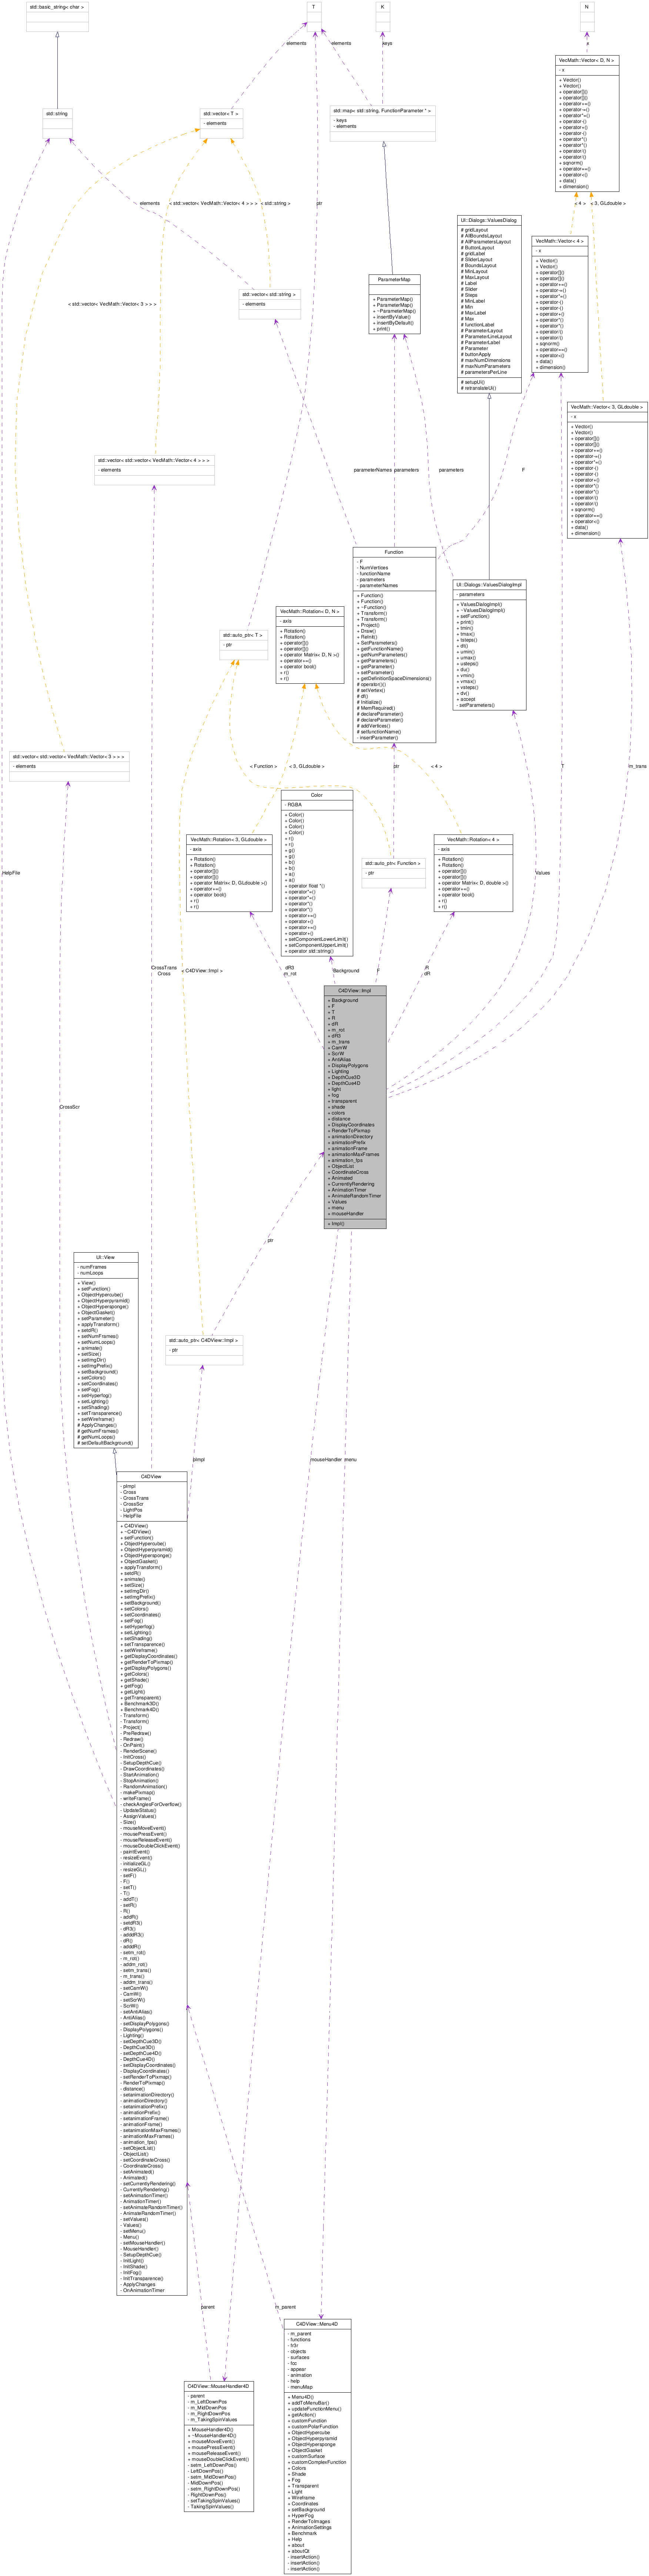 std::basic_string< char >
T
K
N
elements
elements
keys
x
VecMath::Vector< D, N >
- x
+ Vector()
+ Vector()
+ operator[]()
+ operator[]()
+ operator+=()
+ operator-=()
+ operator*=()
+ operator-()
+ operator+()
+ operator-()
+ operator*()
+ operator*()
+ operator/()
+ operator/()
+ sqnorm()
+ operator==()
+ operator<()
+ data()
+ dimension()
std::string
std::vector< T >
- elements
std::map< std::string, FunctionParameter * >
- keys
- elements
elements
< std::vector< VecMath::Vector< 4 > > >
< std::string >
ptr
< 4 >
< 3, GLdouble >
UI::Dialogs::ValuesDialog
# gridLayout
# AllBoundsLayout
# AllParametersLayout
# ButtonLayout
# gridLabel
# SliderLayout
# BoundsLayout
# MinLayout
# MaxLayout
# Label
# Slider
# Steps
# MinLabel
# Min
# MaxLabel
# Max
# functionLabel
# ParameterLayout
# ParameterLineLayout
# ParameterLabel
# Parameter
# buttonApply
# maxNumDimensions
# maxNumParameters
# parametersPerLine
# setupUi()
# retranslateUi()
VecMath::Vector< 4 >
- x
+ Vector()
+ Vector()
+ operator[]()
+ operator[]()
+ operator+=()
+ operator-=()
+ operator*=()
+ operator-()
+ operator-()
+ operator+()
+ operator*()
+ operator*()
+ operator/()
+ operator/()
+ sqnorm()
+ operator==()
+ operator<()
+ data()
+ dimension()
< std::vector< VecMath::Vector< 3 > > >
std::vector< std::string >
- elements
ParameterMap
+ ParameterMap()
+ ParameterMap()
+ ~ParameterMap()
+ insertByValue()
+ insertByDefault()
+ print()
VecMath::Vector< 3, GLdouble >
- x
+ Vector()
+ Vector()
+ operator[]()
+ operator[]()
+ operator+=()
+ operator-=()
+ operator*=()
+ operator-()
+ operator-()
+ operator+()
+ operator*()
+ operator*()
+ operator/()
+ operator/()
+ sqnorm()
+ operator==()
+ operator<()
+ data()
+ dimension()
std::vector< std::vector< VecMath::Vector< 4 > > >
- elements
parameterNames
parameters
parameters
F
Function
- F
- NumVertices
- functionName
- parameters
- parameterNames
+ Function()
+ Function()
+ ~Function()
+ Transform()
+ Transform()
+ Project()
+ Draw()
+ ReInit()
+ SetParameters()
+ getFunctionName()
+ getNumParameters()
+ getParameters()
+ getParameter()
+ setParameter()
+ getDefinitionSpaceDimensions()
# operator()()
# setVertex()
# df()
# Initialize()
# MemRequired()
# declareParameter()
# declareParameter()
# addVertices()
# setfunctionName()
- insertParameter()
UI::Dialogs::ValuesDialogImpl
- parameters
+ ValuesDialogImpl()
+ ~ValuesDialogImpl()
+ setFunction()
+ print()
+ tmin()
+ tmax()
+ tsteps()
+ dt()
+ umin()
+ umax()
+ usteps()
+ du()
+ vmin()
+ vmax()
+ vsteps()
+ dv()
+ accept
- setParameters()
VecMath::Rotation< D, N >
- axis
+ Rotation()
+ Rotation()
+ operator[]()
+ operator[]()
+ operator Matrix< D, N >()
+ operator+=()
+ operator bool()
+ r()
+ r()
std::auto_ptr< T >
- ptr
std::vector< std::vector< VecMath::Vector< 3 > > >
- elements
< Function >
< 3, GLdouble >
ptr
< 4 >
T
m_trans
Color
- RGBA
+ Color()
+ Color()
+ Color()
+ Color()
+ r()
+ r()
+ g()
+ g()
+ b()
+ b()
+ a()
+ a()
+ operator float *()
+ operator*=()
+ operator*=()
+ operator*()
+ operator*()
+ operator+=()
+ operator+()
+ operator+=()
+ operator+()
+ setComponentLowerLimit()
+ setComponentUpperLimit()
+ operator std::string()
VecMath::Rotation< 3, GLdouble >
- axis
+ Rotation()
+ Rotation()
+ operator[]()
+ operator[]()
+ operator Matrix< D, GLdouble >()
+ operator+=()
+ operator bool()
+ r()
+ r()
std::auto_ptr< Function >
- ptr
VecMath::Rotation< 4 >
- axis
+ Rotation()
+ Rotation()
+ operator[]()
+ operator[]()
+ operator Matrix< D, double >()
+ operator+=()
+ operator bool()
+ r()
+ r()
HelpFile
Values
CrossTrans
Cross
< C4DView::Impl >
dR3
m_rot
Background
F
R
dR
C4DView::Impl
+ Background
+ F
+ T
+ R
+ dR
+ m_rot
+ dR3
+ m_trans
+ CamW
+ ScrW
+ AntiAlias
+ DisplayPolygons
+ Lighting
+ DepthCue3D
+ DepthCue4D
+ light
+ fog
+ transparent
+ shade
+ colors
+ distance
+ DisplayCoordinates
+ RenderToPixmap
+ animationDirectory
+ animationPrefix
+ animationFrame
+ animationMaxFrames
+ animation_fps
+ ObjectList
+ CoordinateCross
+ Animated
+ CurrentlyRendering
+ AnimationTimer
+ AnimateRandomTimer
+ Values
+ menu
+ mouseHandler
+ Impl()
CrossScr
ptr
UI::View
- numFrames
- numLoops
+ View()
+ setFunction()
+ ObjectHypercube()
+ ObjectHyperpyramid()
+ ObjectHypersponge()
+ ObjectGasket()
+ setParameter()
+ applyTransform()
+ setdR()
+ setNumFrames()
+ setNumLoops()
+ animate()
+ setSize()
+ setImgDir()
+ setImgPrefix()
+ setBackground()
+ setColors()
+ setCoordinates()
+ setFog()
+ setHyperfog()
+ setLighting()
+ setShading()
+ setTransparence()
+ setWireframe()
# ApplyChanges()
# getNumFrames()
# getNumLoops()
# setDefaultBackground()
std::auto_ptr< C4DView::Impl >
- ptr
pImpl
mouseHandler
menu
C4DView
- pImpl
- Cross
- CrossTrans
- CrossScr
- LightPos
- HelpFile
+ C4DView()
+ ~C4DView()
+ setFunction()
+ ObjectHypercube()
+ ObjectHyperpyramid()
+ ObjectHypersponge()
+ ObjectGasket()
+ applyTransform()
+ setdR()
+ animate()
+ setSize()
+ setImgDir()
+ setImgPrefix()
+ setBackground()
+ setColors()
+ setCoordinates()
+ setFog()
+ setHyperfog()
+ setLighting()
+ setShading()
+ setTransparence()
+ setWireframe()
+ getDisplayCoordinates()
+ getRenderToPixmap()
+ getDisplayPolygons()
+ getColors()
+ getShade()
+ getFog()
+ getLight()
+ getTransparent()
+ Benchmark3D()
+ Benchmark4D()
- Transform()
- Transform()
- Project()
- PreRedraw()
- Redraw()
- OnPaint()
- RenderScene()
- InitCross()
- SetupDepthCue()
- DrawCoordinates()
- StartAnimation()
- StopAnimation()
- RandomAnimation()
- makePixmap()
- writeFrame()
- checkAnglesForOverflow()
- UpdateStatus()
- AssignValues()
- Size()
- mouseMoveEvent()
- mousePressEvent()
- mouseReleaseEvent()
- mouseDoubleClickEvent()
- paintEvent()
- resizeEvent()
- initializeGL()
- resizeGL()
- setF()
- F()
- setT()
- T()
- addT()
- setR()
- R()
- addR()
- setdR3()
- dR3()
- adddR3()
- dR()
- adddR()
- setm_rot()
- m_rot()
- addm_rot()
- setm_trans()
- m_trans()
- addm_trans()
- setCamW()
- CamW()
- setScrW()
- ScrW()
- setAntiAlias()
- AntiAlias()
- setDisplayPolygons()
- DisplayPolygons()
- Lighting()
- setDepthCue3D()
- DepthCue3D()
- setDepthCue4D()
- DepthCue4D()
- setDisplayCoordinates()
- DisplayCoordinates()
- setRenderToPixmap()
- RenderToPixmap()
- distance()
- setanimationDirectory()
- animationDirectory()
- setanimationPrefix()
- animationPrefix()
- setanimationFrame()
- animationFrame()
- setanimationMaxFrames()
- animationMaxFrames()
- animation_fps()
- setObjectList()
- ObjectList()
- setCoordinateCross()
- CoordinateCross()
- setAnimated()
- Animated()
- setCurrentlyRendering()
- CurrentlyRendering()
- setAnimationTimer()
- AnimationTimer()
- setAnimateRandomTimer()
- AnimateRandomTimer()
- setValues()
- Values()
- setMenu()
- Menu()
- setMouseHandler()
- MouseHandler()
- SetupDepthCue()
- InitLight()
- InitShade()
- InitFog()
- InitTransparence()
- ApplyChanges
- OnAnimationTimer
parent
m_parent
C4DView::MouseHandler4D
- parent
- m_LeftDownPos
- m_MidDownPos
- m_RightDownPos
- m_TakingSpinValues
+ MouseHandler4D()
+ ~MouseHandler4D()
+ mouseMoveEvent()
+ mousePressEvent()
+ mouseReleaseEvent()
+ mouseDoubleClickEvent()
- setm_LeftDownPos()
- LeftDownPos()
- setm_MidDownPos()
- MidDownPos()
- setm_RightDownPos()
- RightDownPos()
- setTakingSpinValues()
- TakingSpinValues()
C4DView::Menu4D
- m_parent
- functions
- fr3r
- objects
- surfaces
- fcc
- appear
- animation
- help
- menuMap
+ Menu4D()
+ addToMenuBar()
+ updateFunctionMenu()
+ getAction()
+ customFunction
+ customPolarFunction
+ ObjectHypercube
+ ObjectHyperpyramid
+ ObjectHypersponge
+ ObjectGasket
+ customSurface
+ customComplexFunction
+ Colors
+ Shade
+ Fog
+ Transparent
+ Light
+ Wireframe
+ Coordinates
+ setBackground
+ HyperFog
+ RenderToImages
+ AnimationSettings
+ Benchmark
+ Help
+ about
+ aboutQt
- insertAction()
- insertAction()
- insertAction()